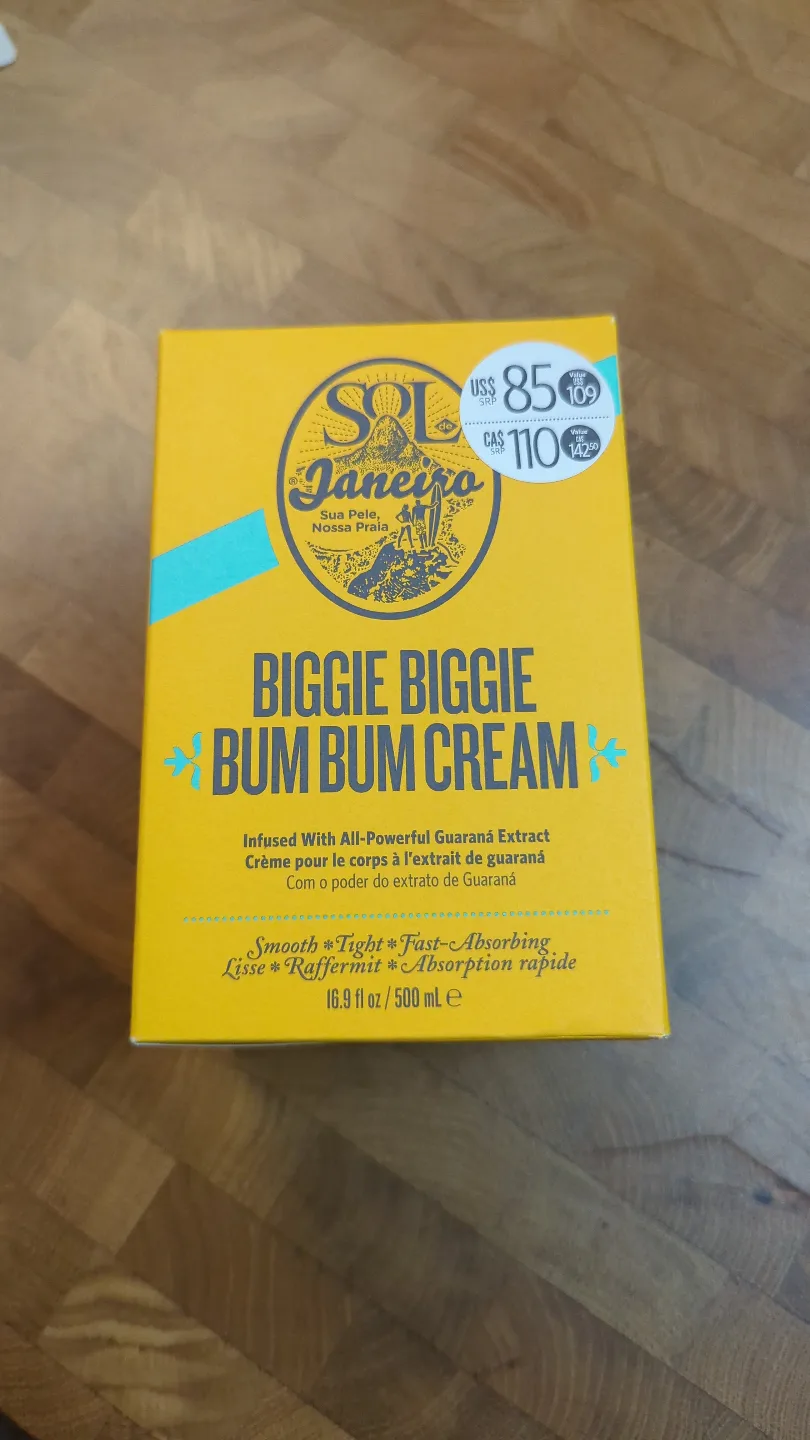 SOL de
Janeiro®
Sua Pele,
Nossa Praia
US$ SRP 85 Value US$ 109
CA$ SRP 110 Value CA$ 142.50
BIGGIE BIGGIE
BUM BUM CREAM
Infused With All-Powerful Guaraná Extract
Crème pour le corps à l'extrait de guaraná
Com o poder do extrato de Guaraná
Smooth * Tight * Fast-Absorbing
Lisse * Raffermit * Absorption rapide
16.9 fl oz / 500 mL ℮